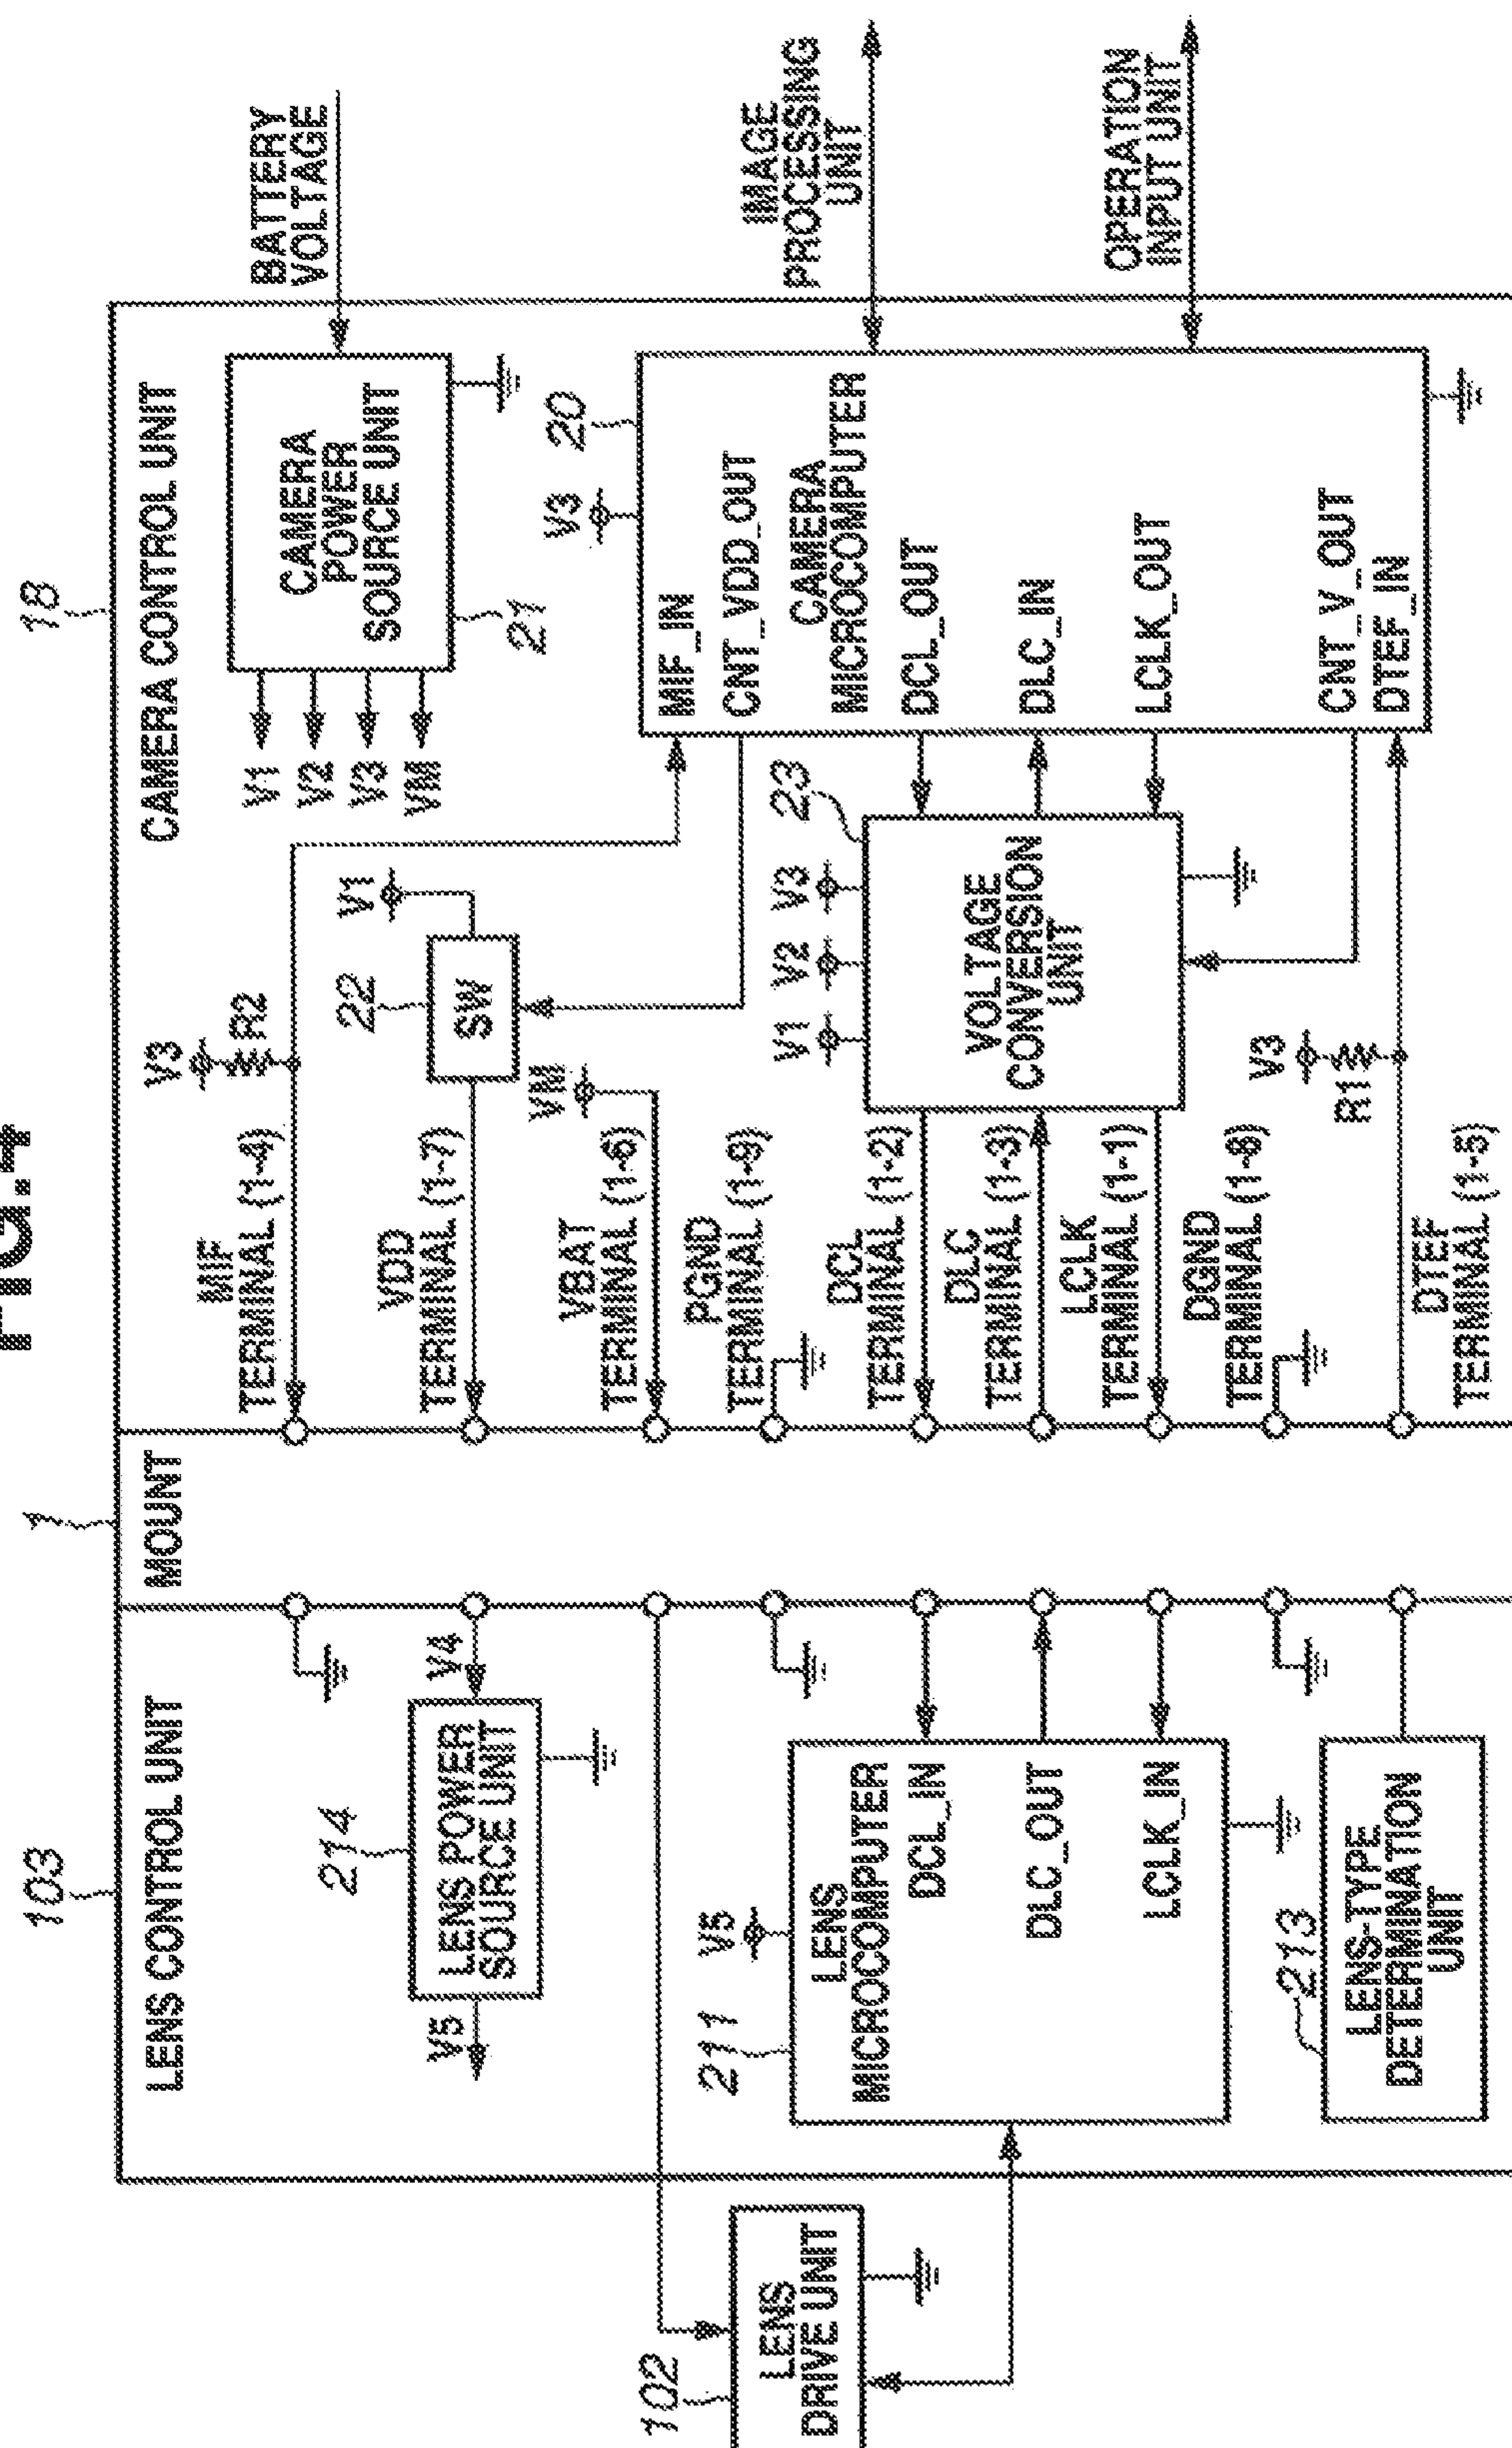 FIG.4
103
1
18
LENS CONTROL UNIT
MOUNT
CAMERA CONTROL UNIT
BATTERY
VOLTAGE
CAMERA
POWER
SOURCE UNIT
21
V1
V2
V3
VM
V3
R2
MIF
TERMINAL (1-4)
V1
22
SW
VDD
TERMINAL (1-7)
V4
214
LENS POWER
SOURCE UNIT
V5
VM
VBAT
TERMINAL (1-6)
PGND
TERMINAL (1-9)
20
V3
MIF_IN
CNT_VDD_OUT
CAMERA
MICROCOMPUTER
DCL_OUT
DLC_IN
LCLK_OUT
CNT_V_OUT
DTEF_IN
IMAGE
PROCESSING
UNIT
OPERATION
INPUT UNIT
23
V1
V2
V3
VOLTAGE
CONVERSION
UNIT
DCL
TERMINAL (1-2)
DLC
TERMINAL (1-3)
LCLK
TERMINAL (1-1)
DGND
TERMINAL (1-8)
V3
R1
DTEF
TERMINAL (1-5)
102
LENS
DRIVE UNIT
211
V5
LENS
MICROCOMPUTER
DCL_IN
DLC_OUT
LCLK_IN
213
LENS-TYPE
DETERMINATION
UNIT